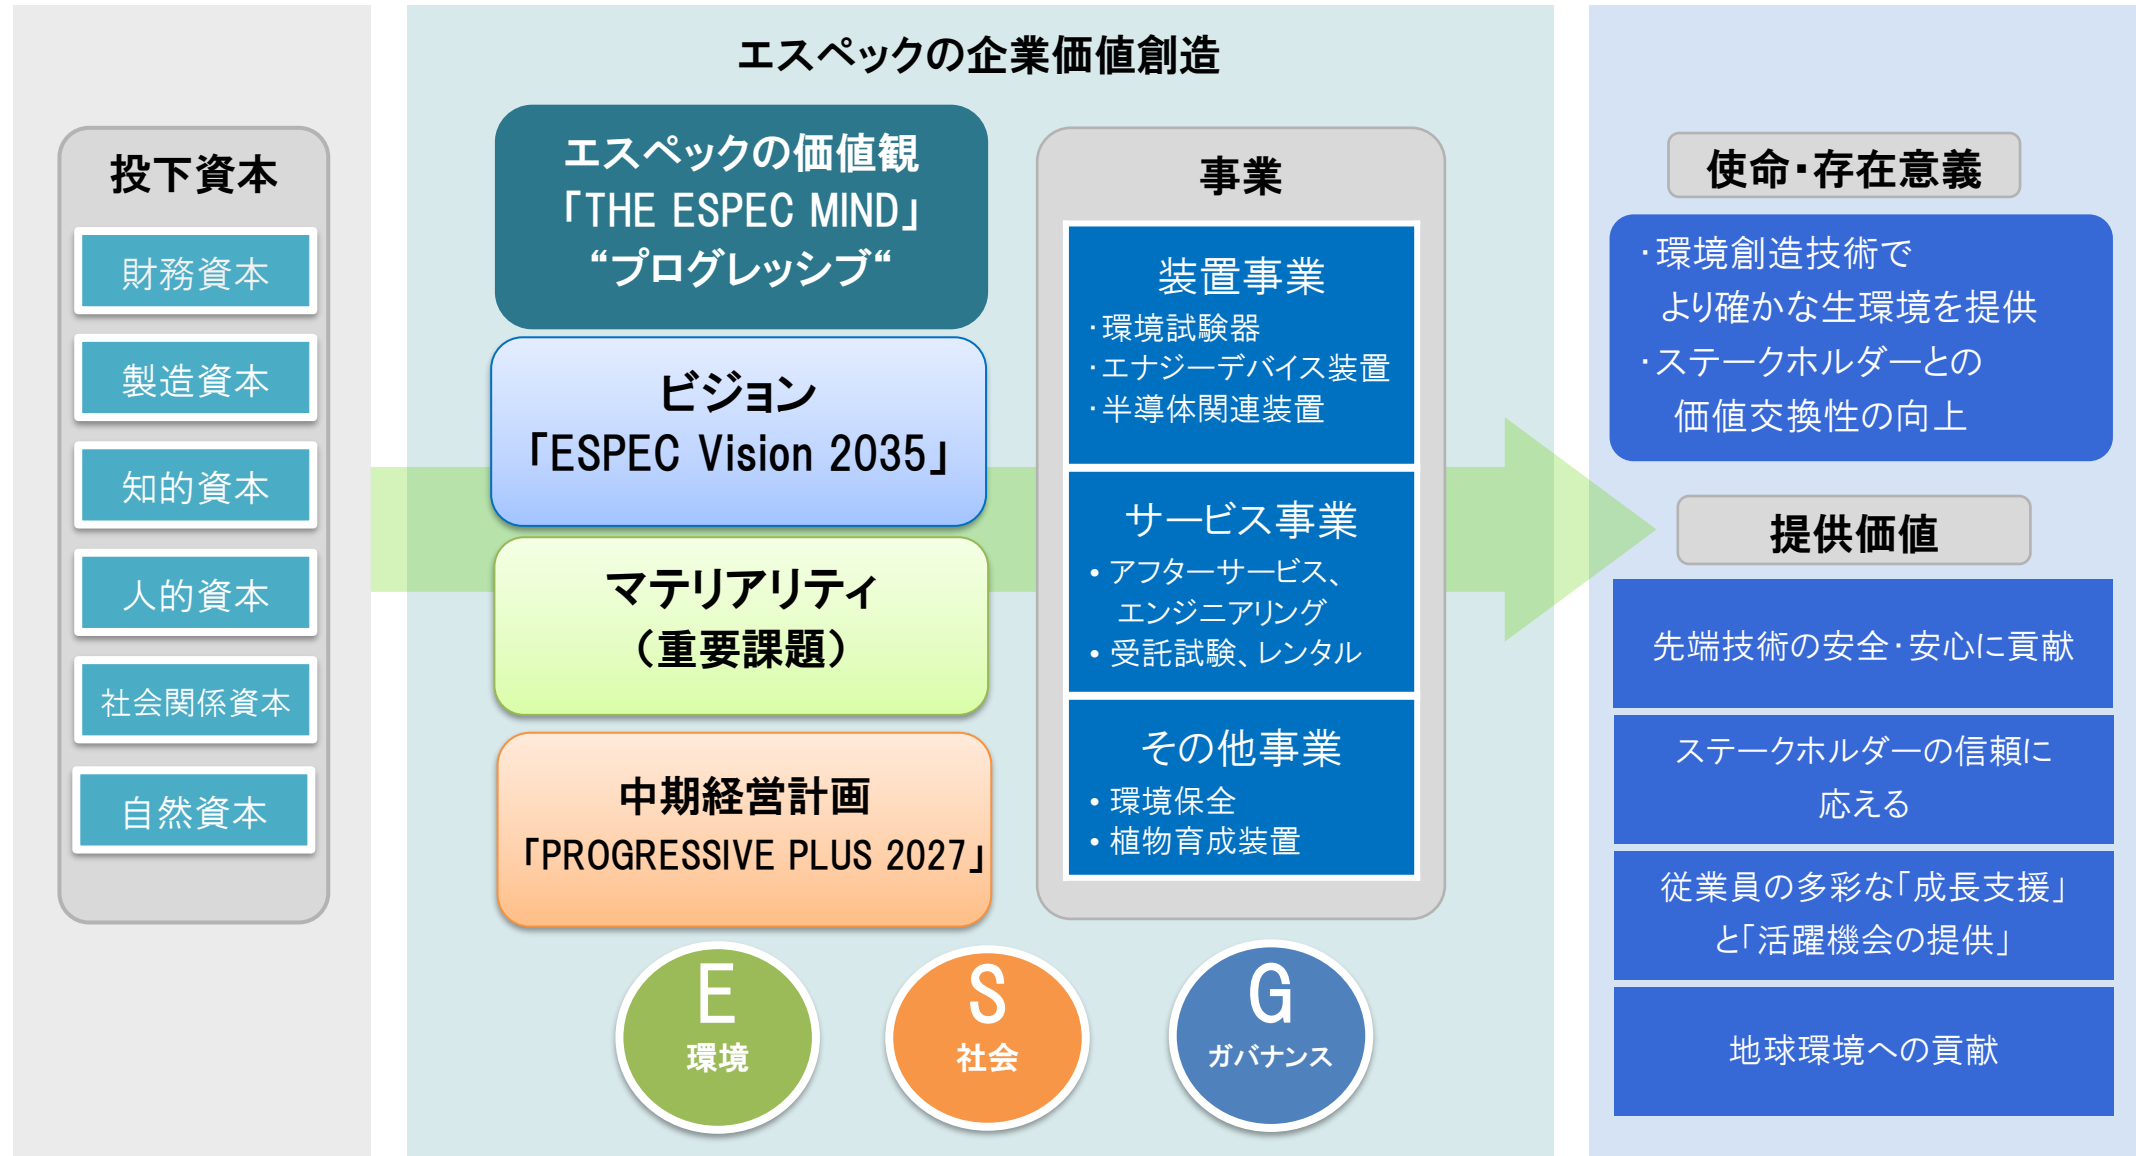 投下資本
財務資本
製造資本
知的資本
人的資本
社会関係資本
自然資本
エスペックの企業価値創造
エスペックの価値観
「THE ESPEC MIND」
“プログレッシブ“
ビジョン
「ESPEC Vision 2035」
マテリアリティ
（重要課題）
中期経営計画
「PROGRESSIVE PLUS 2027」
事業
装置事業
・環境試験器
・エナジーデバイス装置
・半導体関連装置
サービス事業
• アフターサービス、
エンジニアリング
• 受託試験、レンタル
その他事業
• 環境保全
• 植物育成装置
E
環境
S
社会
G
ガバナンス
使命・存在意義
・環境創造技術で
より確かな生環境を提供
・ステークホルダーとの
価値交換性の向上
提供価値
先端技術の安全・安心に貢献
ステークホルダーの信頼に
応える
従業員の多彩な「成長支援」
と「活躍機会の提供」
地球環境への貢献